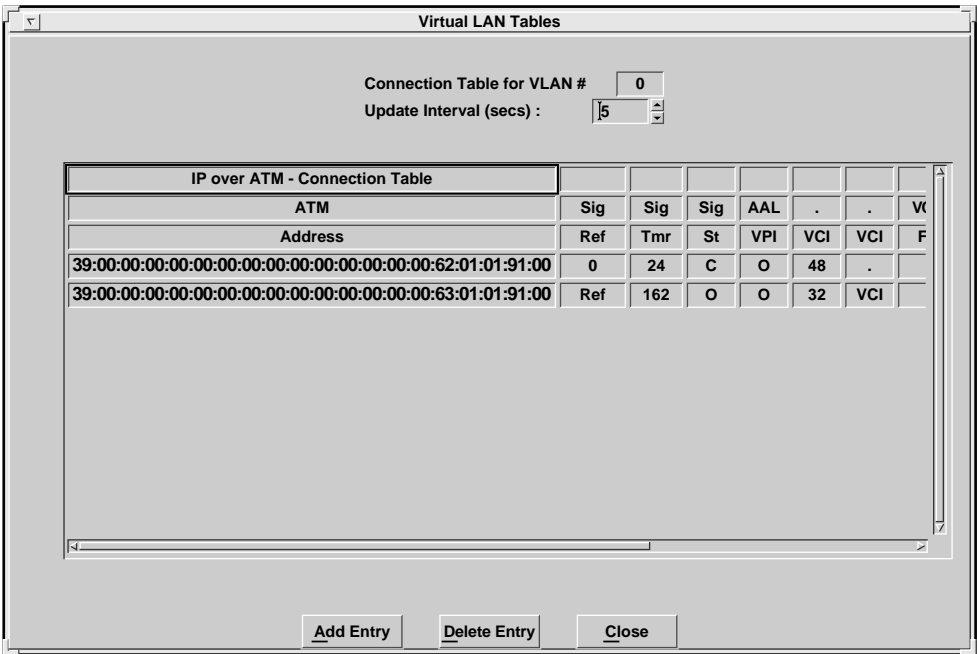 Virtual LAN Tables
Connection Table for VLAN # 0
Update Interval (secs) : 5
IP over ATM - Connection Table
ATM Sig Sig Sig AAL . . VC
Address Ref Tmr St VPI VCI VCI F
39:00:00:00:00:00:00:00:00:00:00:00:00:00:00:62:01:01:91:00 0 24 C O 48 .
39:00:00:00:00:00:00:00:00:00:00:00:00:00:00:63:01:01:91:00 Ref 162 O O 32 VCI
Add Entry Delete Entry Close